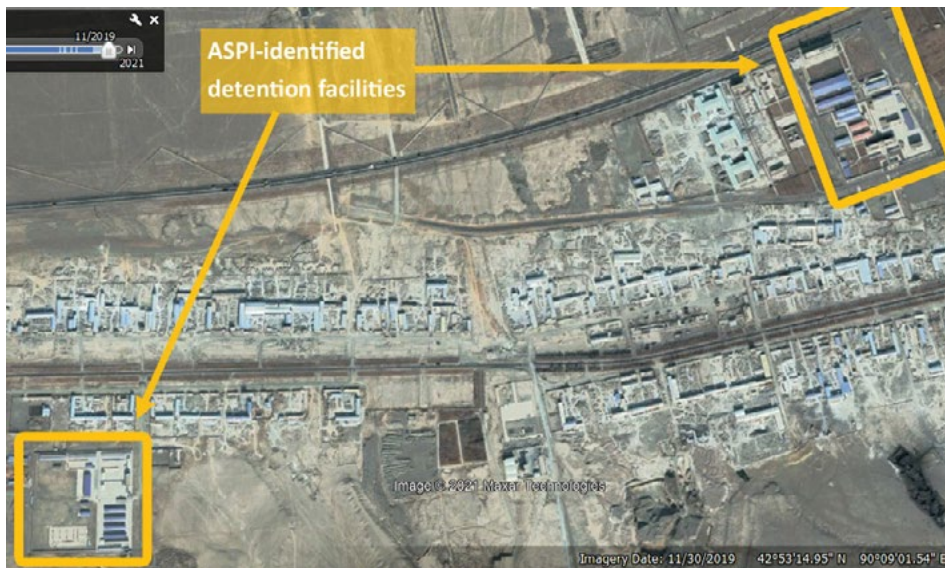 11/2019
2021
ASPI-identified
detention facilities
Image © 2021 Maxar Technologies
Imagery Date: 11/30/2019 42°53'14.95" N 90°09'01.54" E